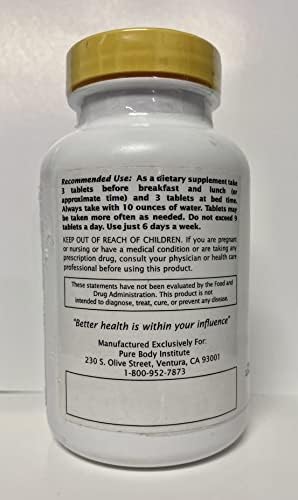 Recommended Use: As a dietary supplement take
3 tablets before breakfast and lunch (or
approximate time) and 3 tablets at bed time.
Always take with 10 ounces of water. Tablets may
be taken more often as needed. Do not exceed 9
tablets a day. Use just 6 days a week.
KEEP OUT OF REACH OF CHILDREN. If you are pregnant
or nursing or have a medical condition or are taking any
prescription drug, consult your physician or health care
professional before using this product.
These statements have not been evaluated by the Food and
Drug Administration. This product is not
intended to diagnose, treat, cure, or prevent any disease.
"Better health is within your influence"
Manufactured Exclusively For:
Pure Body Institute
230 S. Olive Street, Ventura, CA 93001
1-800-952-7873